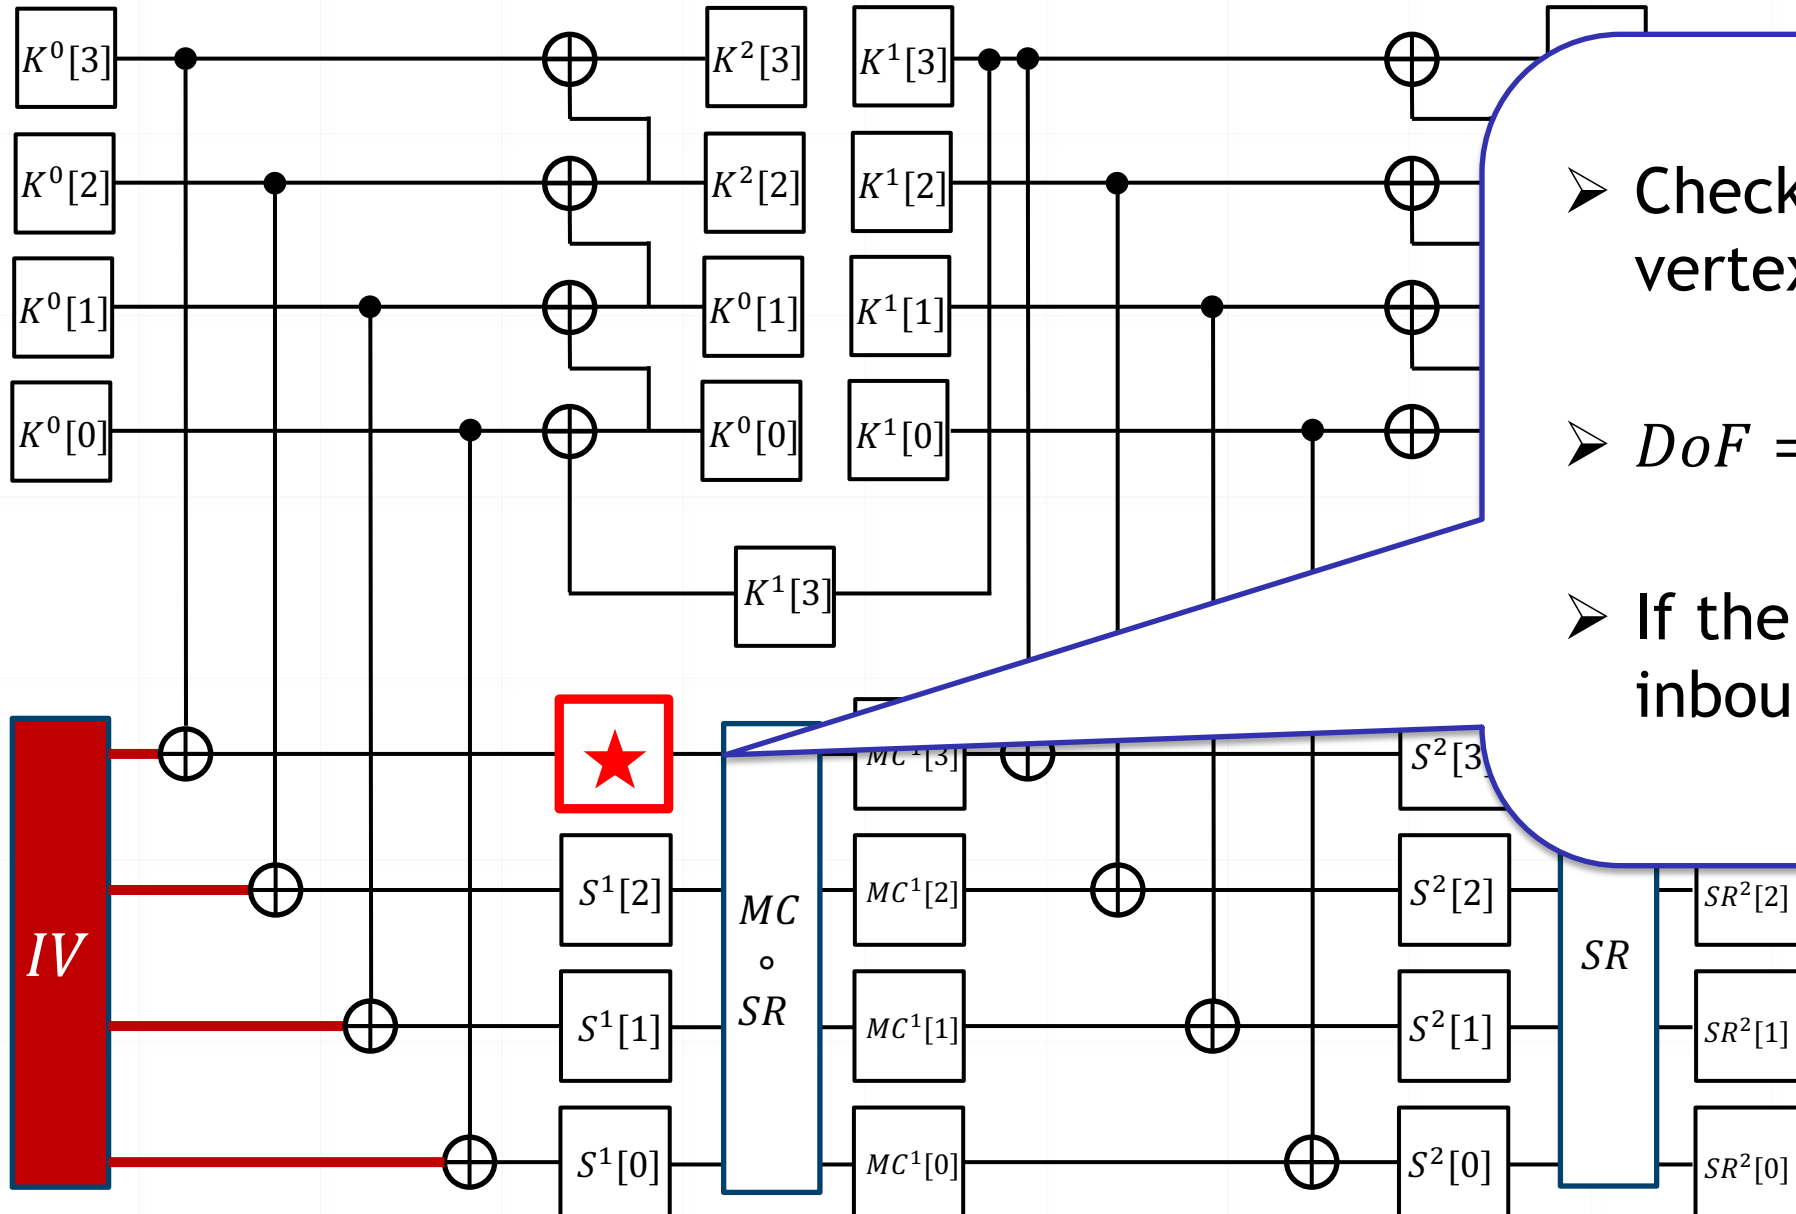 K⁰[3]
K²[3]
K¹[3]
K⁰[2]
K²[2]
K¹[2]
K⁰[1]
K⁰[1]
K¹[1]
K⁰[0]
K⁰[0]
K¹[0]
K¹[3]
➢ Check
vertex
➢ DoF =
➢ If the
inbou
IV
S¹[2]
S¹[1]
S¹[0]
MC
∘
SR
MC¹[3]
MC¹[2]
MC¹[1]
MC¹[0]
S²[3]
S²[2]
S²[1]
S²[0]
SR
SR²[2]
SR²[1]
SR²[0]